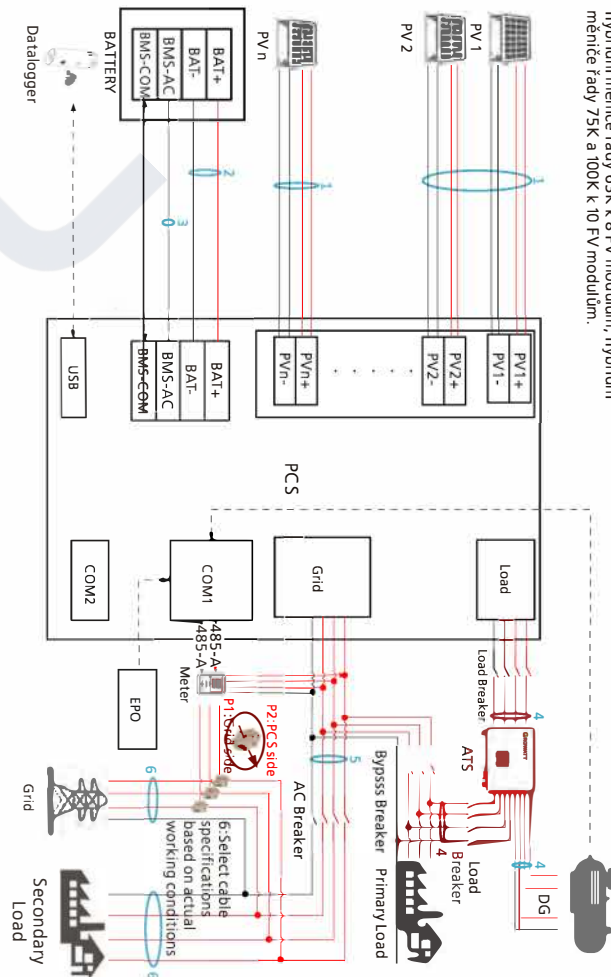 hybridní měniče řady 63K k 8 FV modulům, hybridní
měniče řady 75K a 100K k 10 FV modulům.
PV 1
PV 2
PV n
1
1
BATTERY
BAT+
BAT-
BMS-AC
BMS-COM
2
3
Datalogger
PV1+
PV1-
PV2+
PV2-
. . . . .
PVn+
PVn-
BAT+
BAT-
BMS-AC
BMS-COM
USB
PCS
Load
Grid
COM1
COM2
Load Breaker
4
GROWATT
ATS
4
DG
4
Load
Breaker
Bypsss Breaker
Primary Load
5
AC Breaker
485-A
485-A
Meter
P2:PCS side
P1:Grid side
EPO
6:Select cable
specifications
based on actual
working conditions
6
Grid
6
Secondary
Load